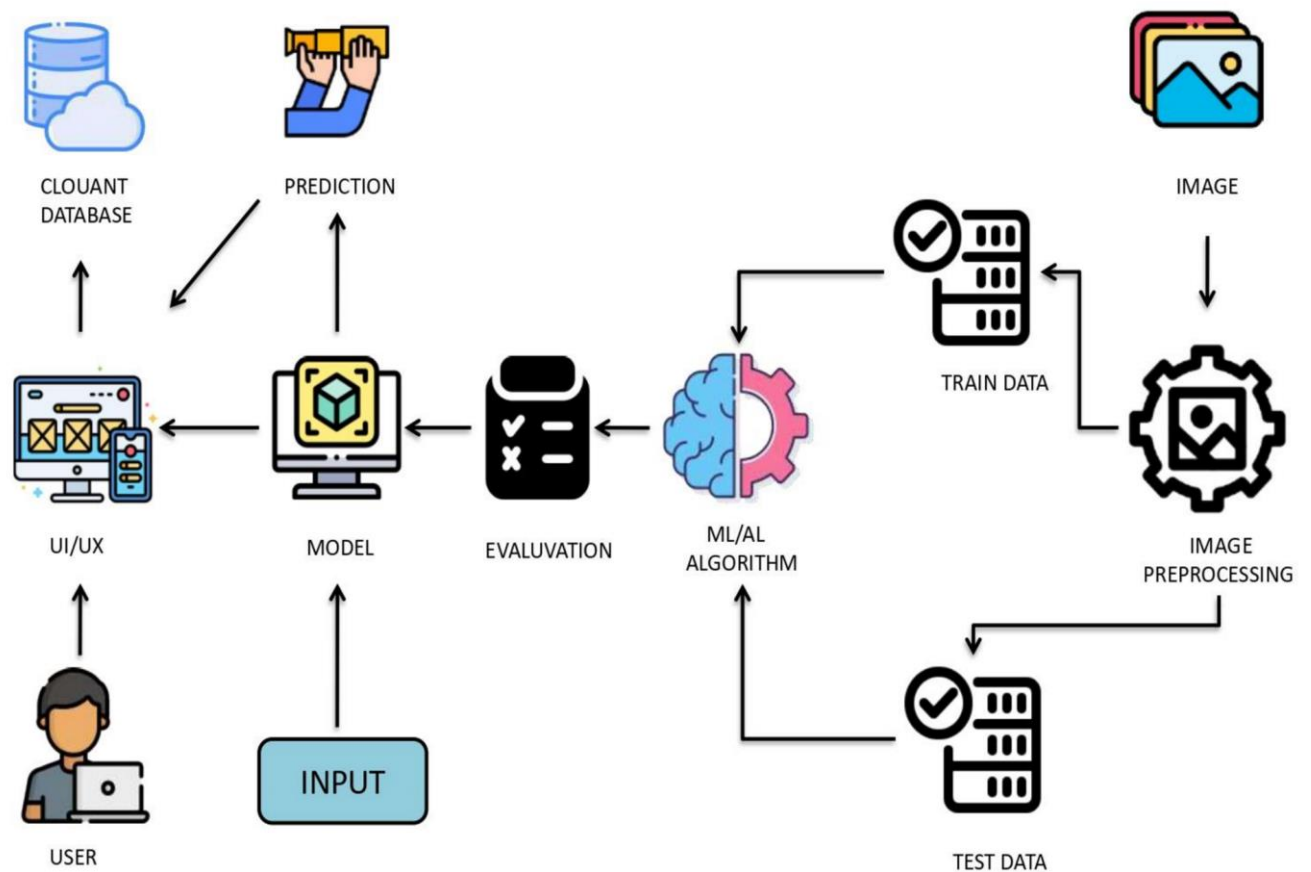 CLOUANT
DATABASE
PREDICTION
IMAGE
TRAIN DATA
UI/UX
MODEL
EVALUVATION
ML/AL
ALGORITHM
IMAGE
PREPROCESSING
INPUT
USER
TEST DATA